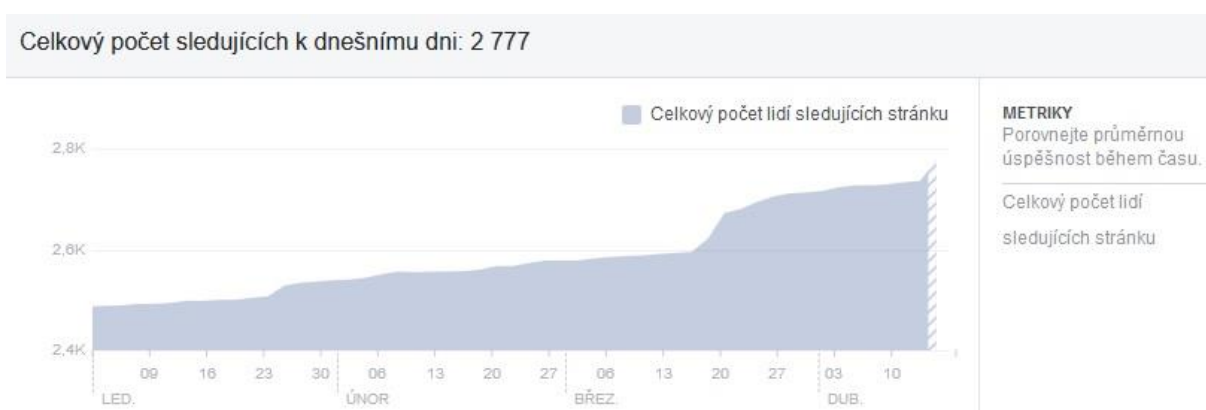 Celkový počet sledujících k dnešnímu dni: 2 777
Celkový počet lidí sledujících stránku
METRIKY
Porovnejte průměrnou
úspěšnost během času.
Celkový počet lidí
sledujících stránku
2,8K
2,6K
2,4K
09 16 23 30 06 13 20 27 06 13 20 27 03 10
LED. ÚNOR BŘEZ. DUB.